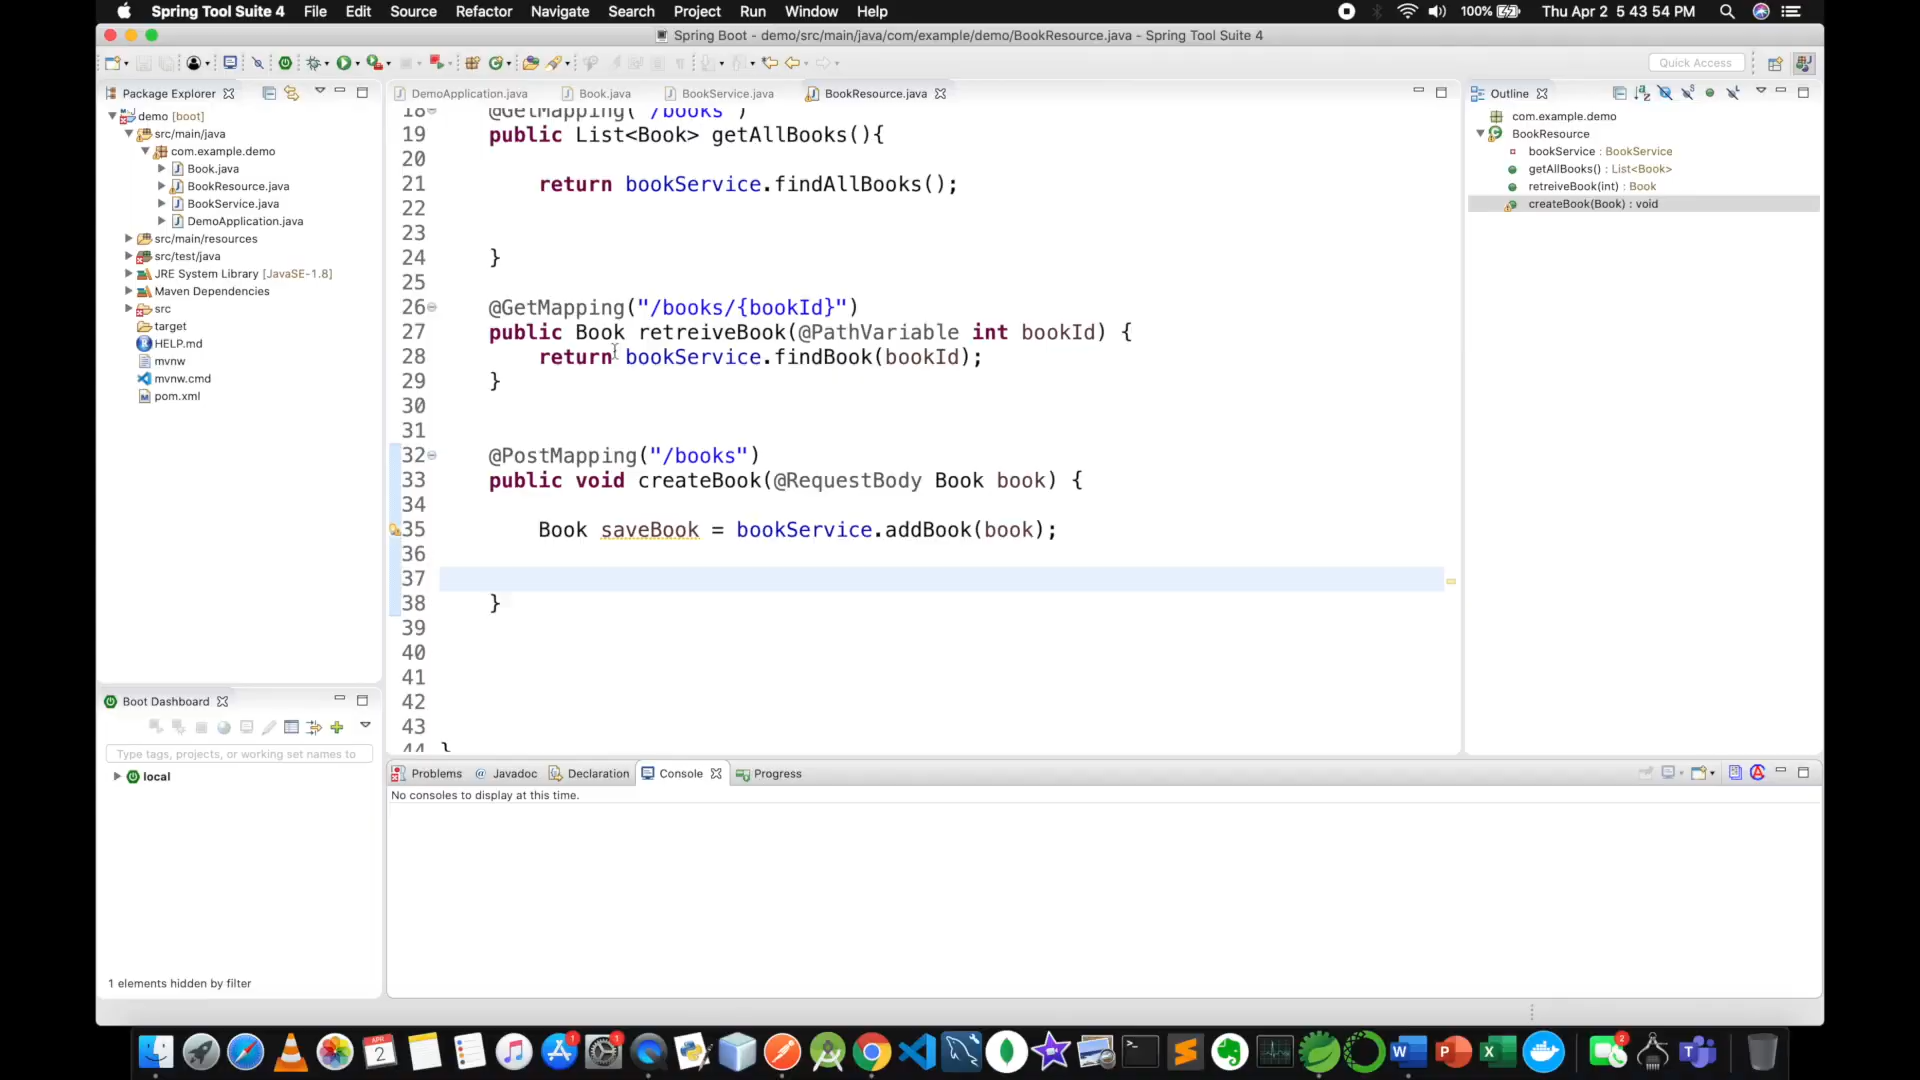 Spring Tool Suite 4 File Edit Source Refactor Navigate Search Project Run Window Help 100% Thu Apr 2 5 43 54 PM
Spring Boot - demo/src/main/java/com/example/demo/BookResource.java - Spring Tool Suite 4
Quick Access
Package Explorer
demo [boot]
src/main/java
com.example.demo
Book.java
BookResource.java
BookService.java
DemoApplication.java
src/main/resources
src/test/java
JRE System Library [JavaSE-1.8]
Maven Dependencies
src
target
HELP.md
mvnw
mvnw.cmd
pom.xml
DemoApplication.java Book.java BookService.java BookResource.java
18 @GetMapping("/books")
19 public List<Book> getAllBooks(){
20
21 return bookService.findAllBooks();
22
23
24 }
25
26 @GetMapping("/books/{bookId}")
27 public Book retreiveBook(@PathVariable int bookId) {
28 return bookService.findBook(bookId);
29 }
30
31
32 @PostMapping("/books")
33 public void createBook(@RequestBody Book book) {
34
35 Book saveBook = bookService.addBook(book);
36
37
38 }
39
40
41
42
43
44 }
Outline
com.example.demo
BookResource
bookService : BookService
getAllBooks() : List<Book>
retreiveBook(int) : Book
createBook(Book) : void
Boot Dashboard
Type tags, projects, or working set names to
local
1 elements hidden by filter
Problems @ Javadoc Declaration Console Progress
No consoles to display at this time.
APR
2
1
1
W
P
X
2
T